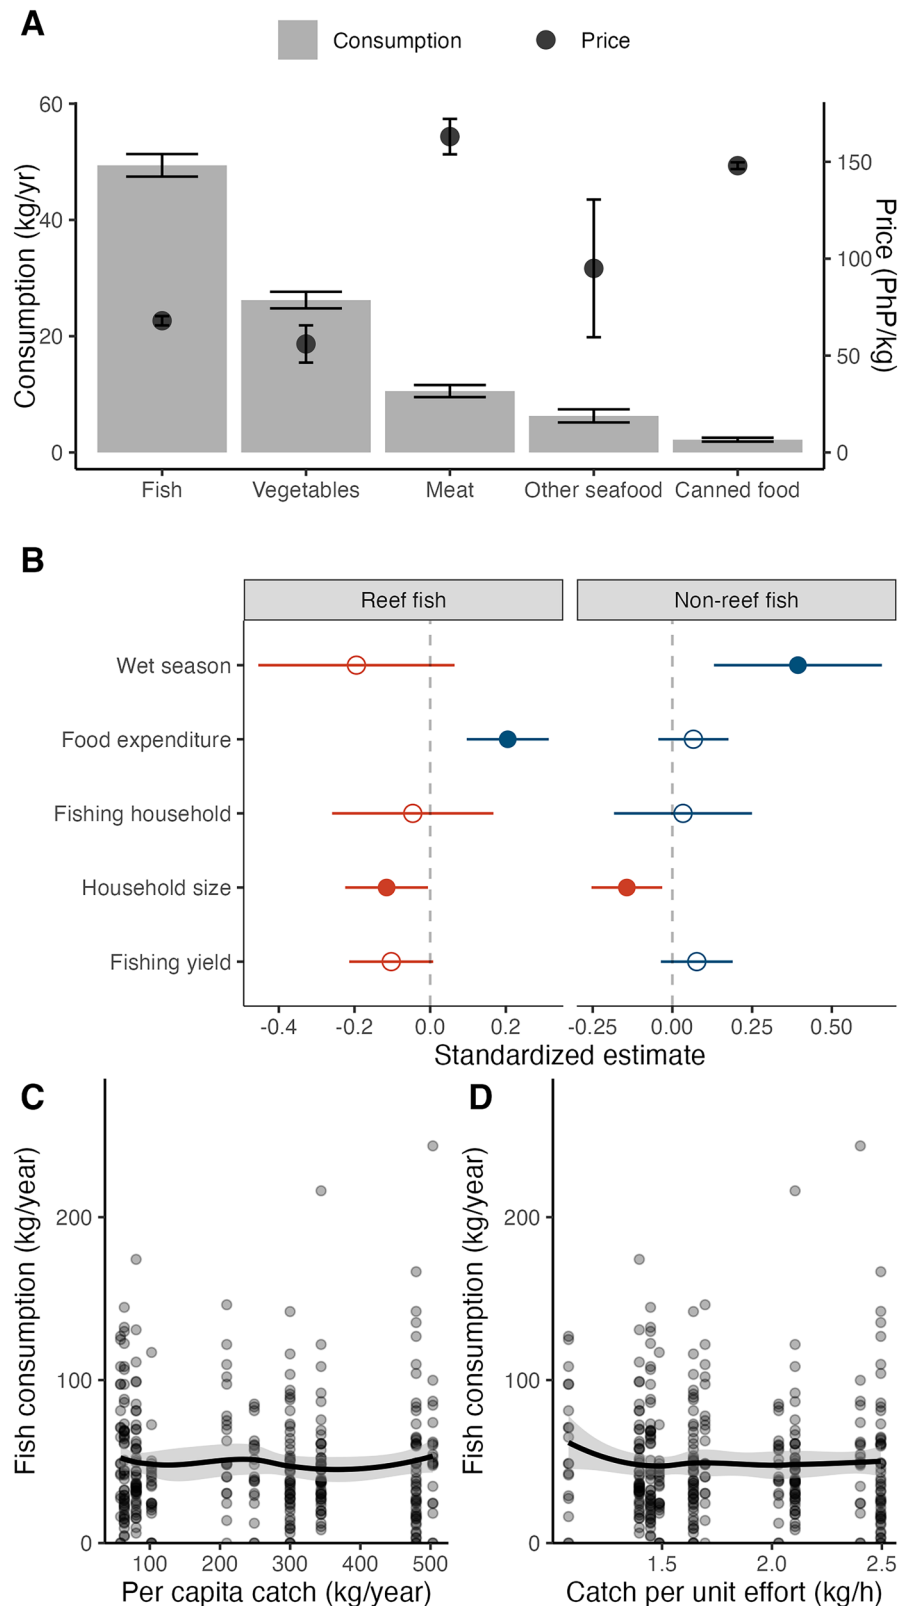 A
Consumption Price
60
40
20
0
Consumption (kg/yr)
150
100
50
0
Price (PhP/kg)
Fish Vegetables Meat Other seafood Canned food
B
Reef fish Non-reef fish
Wet season
Food expenditure
Fishing household
Household size
Fishing yield
-0.4 -0.2 0.0 0.2 -0.25 0.00 0.25 0.50
Standardized estimate
C
Fish consumption (kg/year)
200
100
0
100 200 300 400 500
Per capita catch (kg/year)
D
Fish consumption (kg/year)
200
100
0
1.5 2.0 2.5
Catch per unit effort (kg/h)